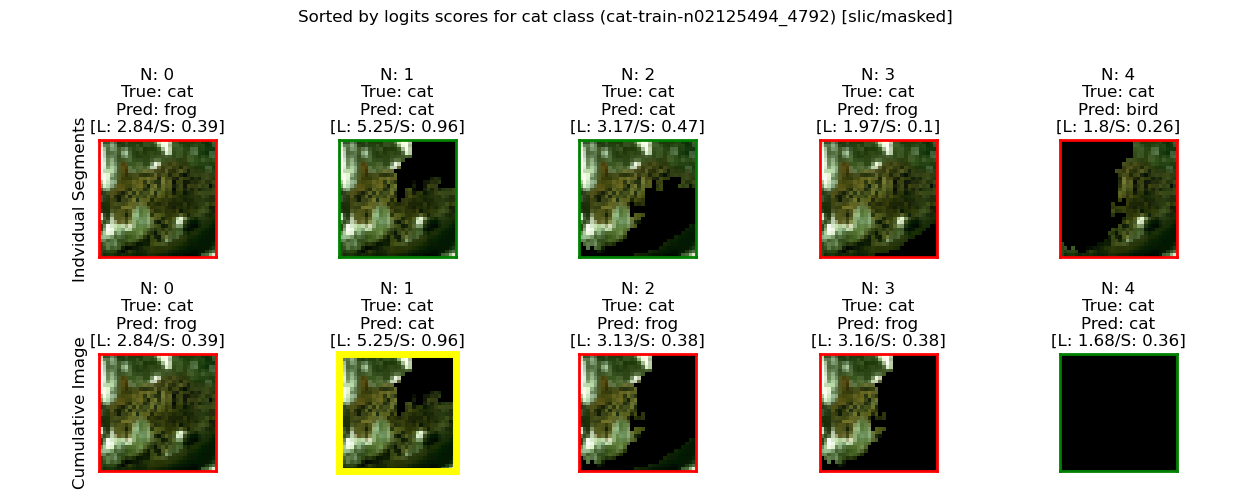 Sorted by logits scores for cat class (cat-train-n02125494_4792) [slic/masked]
Indvidual Segments
N: 0
True: cat
Pred: frog
[L: 2.84/S: 0.39]
N: 1
True: cat
Pred: cat
[L: 5.25/S: 0.96]
N: 2
True: cat
Pred: cat
[L: 3.17/S: 0.47]
N: 3
True: cat
Pred: frog
[L: 1.97/S: 0.1]
N: 4
True: cat
Pred: bird
[L: 1.8/S: 0.26]
Cumulative Image
N: 0
True: cat
Pred: frog
[L: 2.84/S: 0.39]
N: 1
True: cat
Pred: cat
[L: 5.25/S: 0.96]
N: 2
True: cat
Pred: frog
[L: 3.13/S: 0.38]
N: 3
True: cat
Pred: frog
[L: 3.16/S: 0.38]
N: 4
True: cat
Pred: cat
[L: 1.68/S: 0.36]